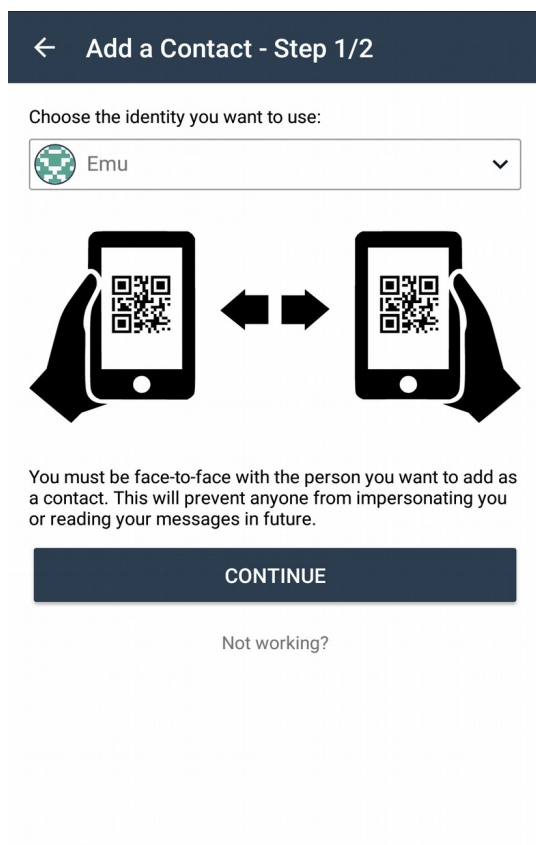 Add a Contact - Step 1/2
Choose the identity you want to use:
Emu
You must be face-to-face with the person you want to add as
a contact. This will prevent anyone from impersonating you
or reading your messages in future.
CONTINUE
Not working?